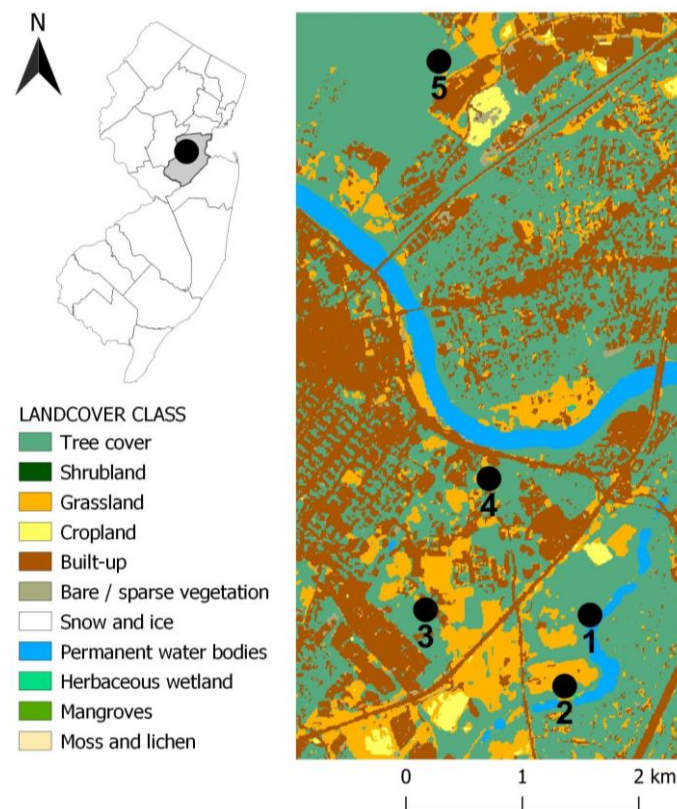 N
LANDCOVER CLASS
Tree cover
Shrubland
Grassland
Cropland
Built-up
Bare / sparse vegetation
Snow and ice
Permanent water bodies
Herbaceous wetland
Mangroves
Moss and lichen
5
4
3
1
2
0 1 2 km